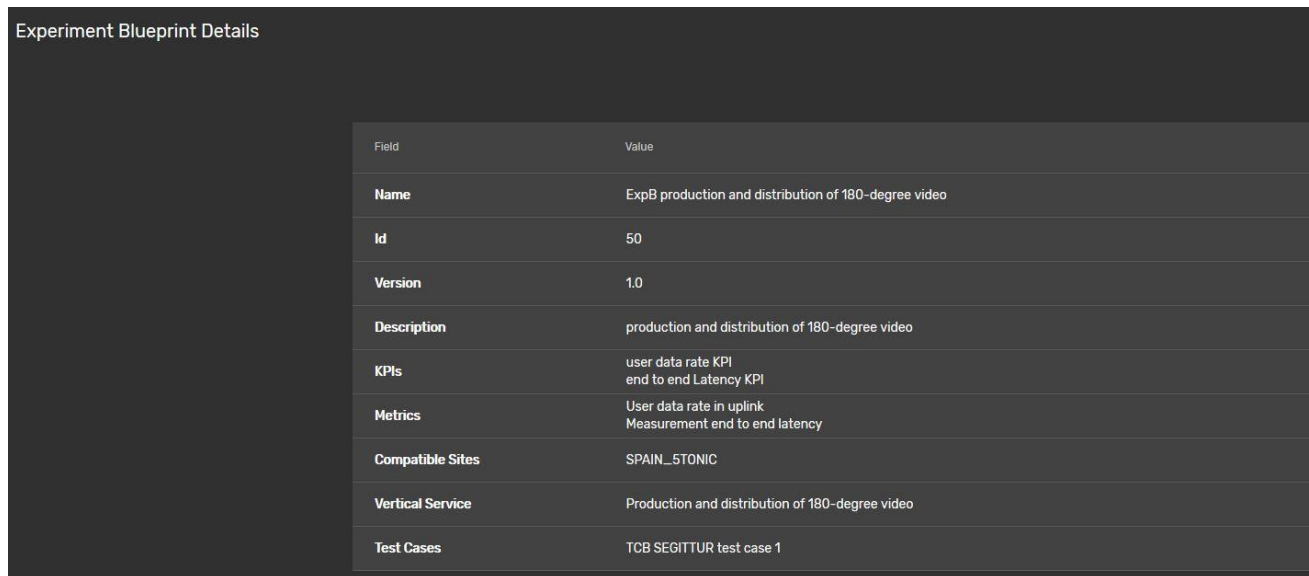 Experiment Blueprint Details
Field Value
Name ExpB production and distribution of 180-degree video
Id 50
Version 1.0
Description production and distribution of 180-degree video
KPIs user data rate KPI
end to end Latency KPI
Metrics User data rate in uplink
Measurement end to end latency
Compatible Sites SPAIN_5TONIC
Vertical Service Production and distribution of 180-degree video
Test Cases TCB SEGITTUR test case 1